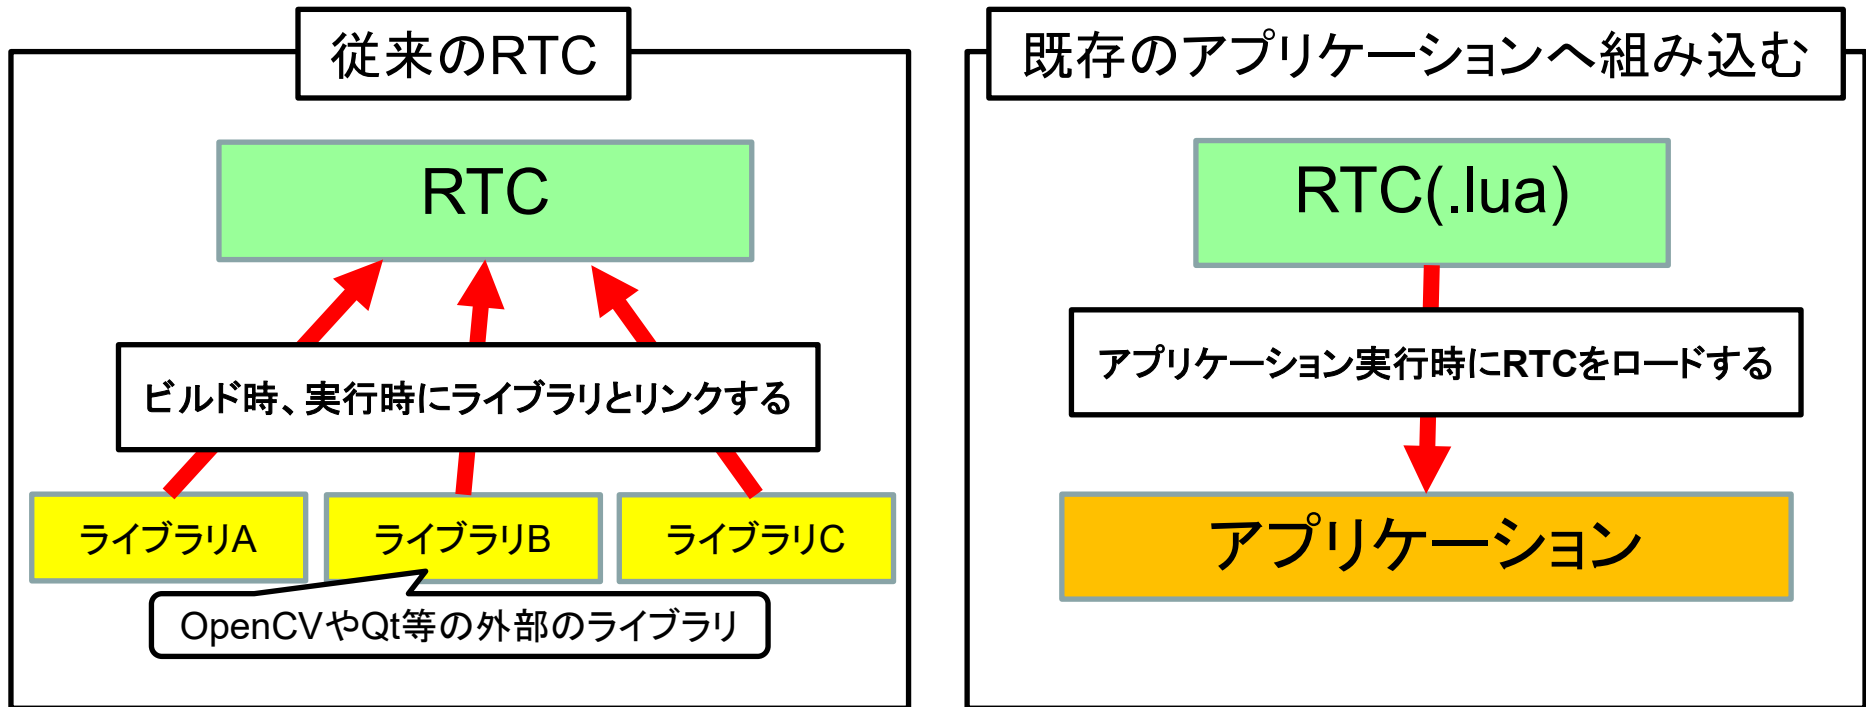 従来のRTC
RTC
ビルド時、実行時にライブラリとリンクする
ライブラリA
ライブラリB
ライブラリC
OpenCVやQt等の外部のライブラリ
既存のアプリケーションへ組み込む
RTC(.lua)
アプリケーション実行時にRTCをロードする
アプリケーション